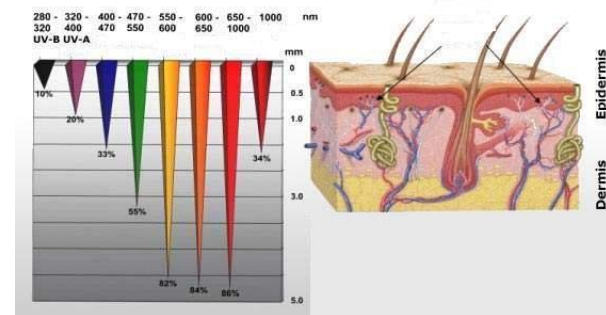 280 - 320 - 400 - 470 - 550 - 600 - 650 - 1000 nm
320 400 470 550 600 650 1000
UV-B UV-A
mm
0
0.5
1.0
3.0
5.0
10%
20%
33%
55%
82%
84%
86%
34%
Epidermis
Dermis